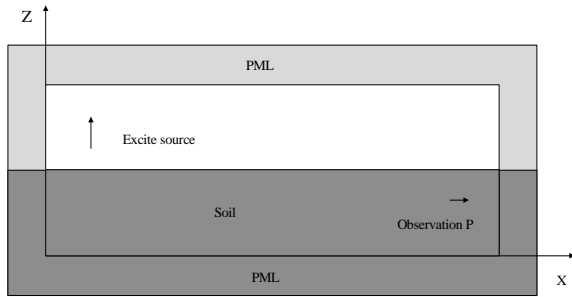 Z
PML
Excite source
Soil
Observation P
PML
X